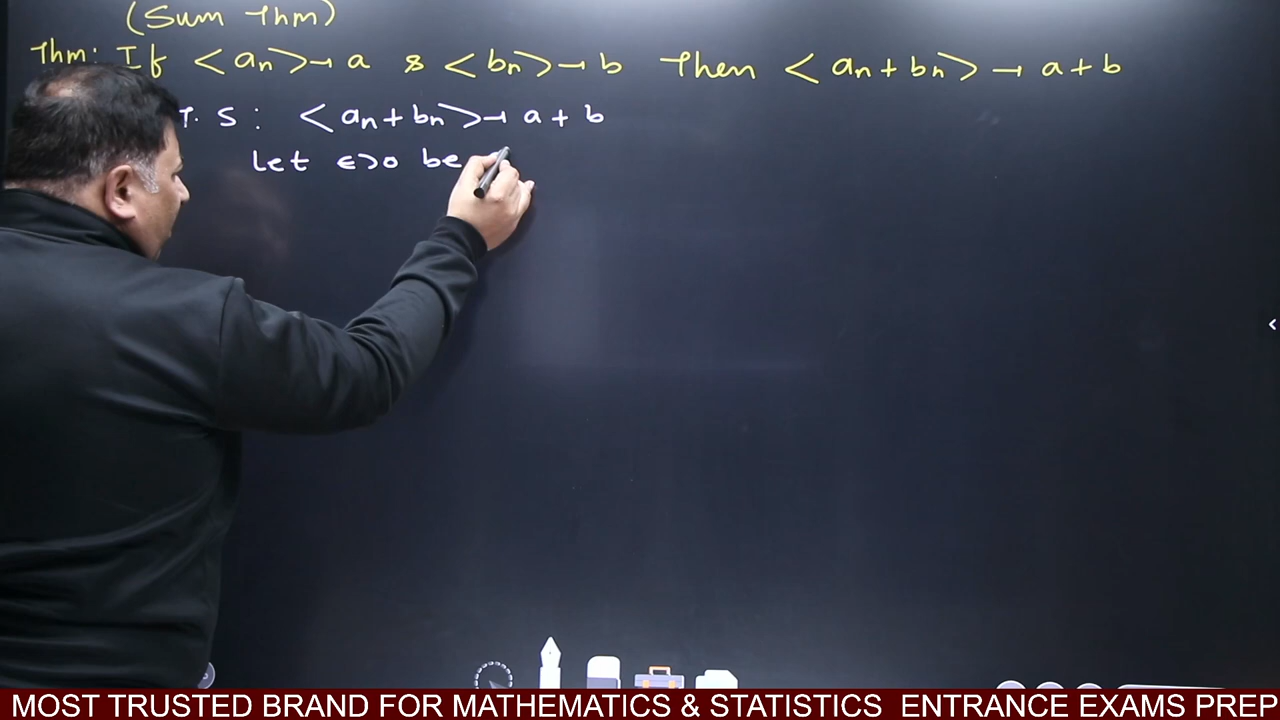 (Sum Thm)
Thm: If <an>→a & <bn>→b Then <an+bn>→a+b
T. S: <an+bn>→a+b
Let ϵ>0 be
MOST TRUSTED BRAND FOR MATHEMATICS & STATISTICS ENTRANCE EXAMS PREP